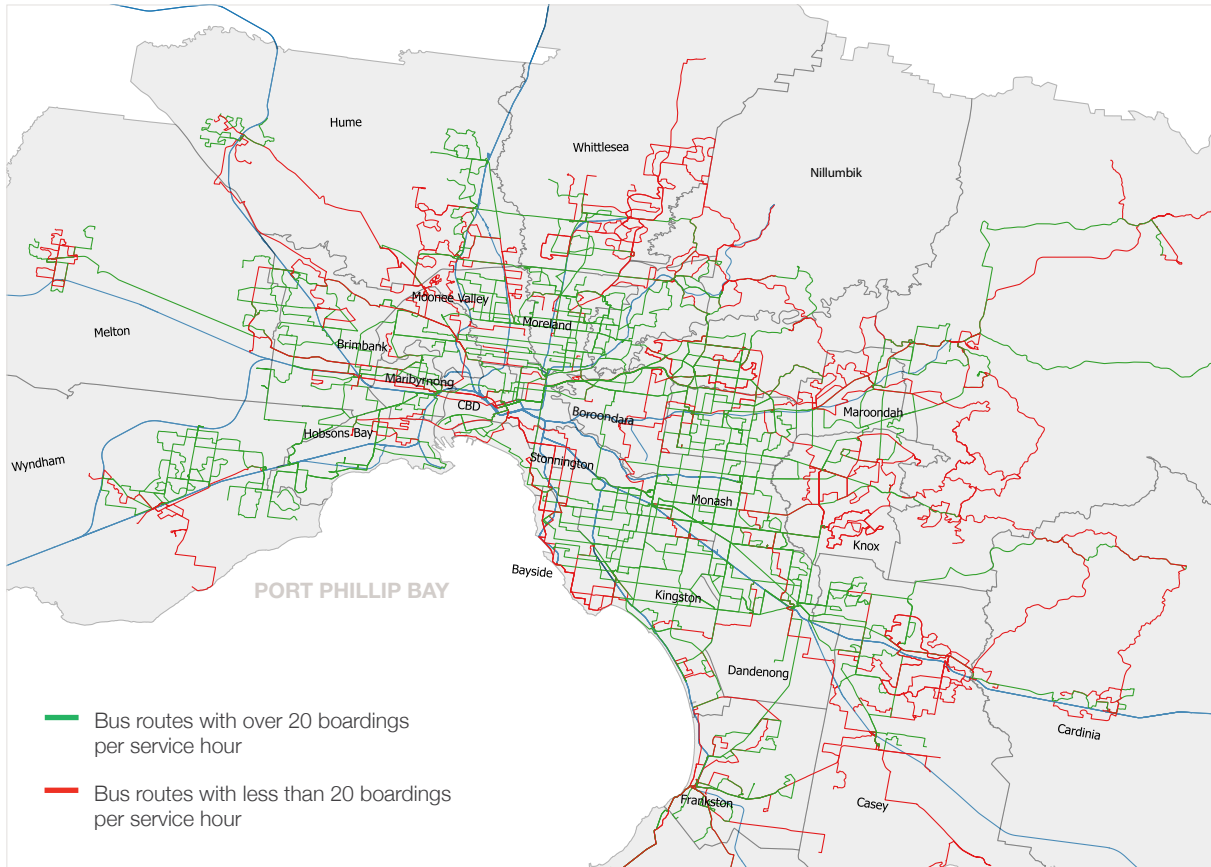 Hume
Whittlesea
Nillumbik
Moonee Valley
Moreland
Melton
Brimbank
Maribyrnong
CBD
Boroondara
Maroondah
Hobsons Bay
Wyndham
Stonnington
Monash
Knox
Bayside
PORT PHILLIP BAY
Kingston
Dandenong
Cardinia
Frankston
Casey
Bus routes with over 20 boardings
per service hour
Bus routes with less than 20 boardings
per service hour